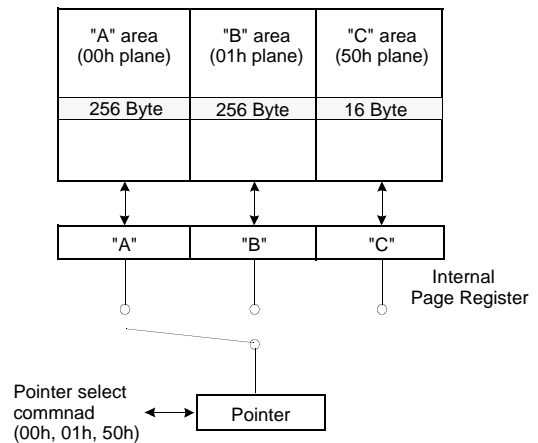 "A" area
(00h plane)
"B" area
(01h plane)
"C" area
(50h plane)
256 Byte
256 Byte
16 Byte
"A"
"B"
"C"
Internal
Page Register
Pointer select
commnad
(00h, 01h, 50h)
Pointer